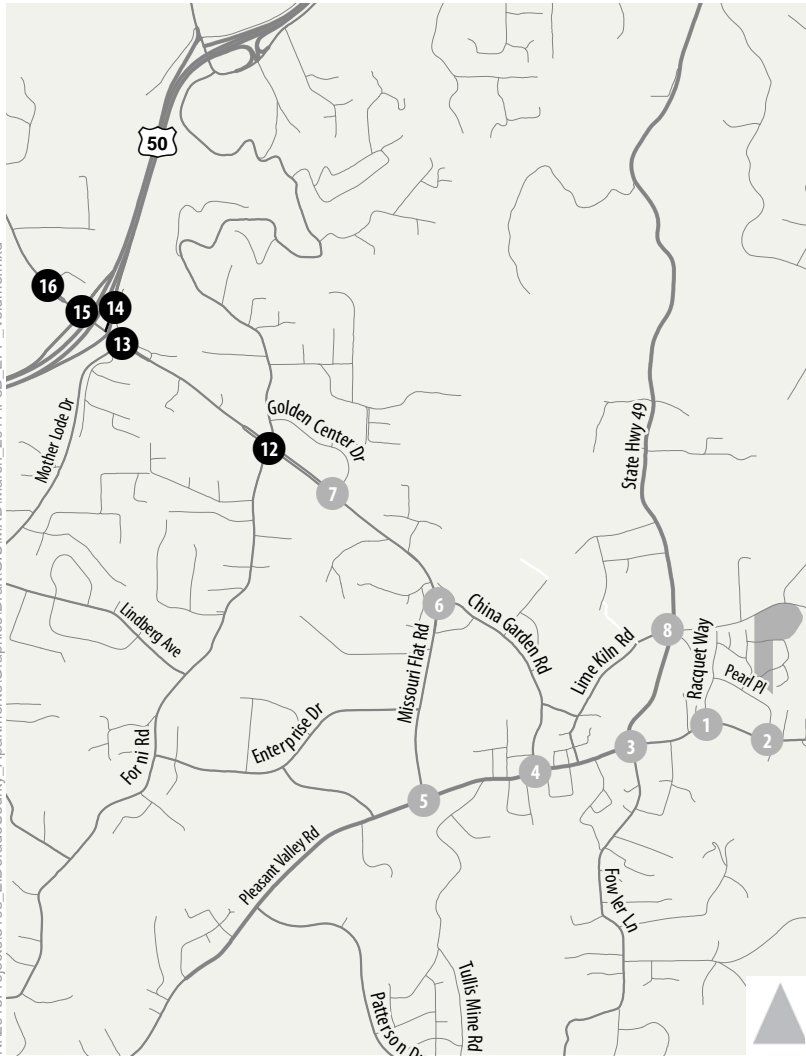 50
16
15
14
13
Mother Lode Dr
Golden Center Dr
12
7
State Hwy 49
6
China Garden Rd
Lindberg Ave
Missouri Flat Rd
Lime Kiln Rd
8
Racquet Way
Pearl Pl
Forni Rd
Enterprise Dr
1
2
3
4
5
Pleasant Valley Rd
Fowler Ln
Tullis Mine Rd
Patterson Dr